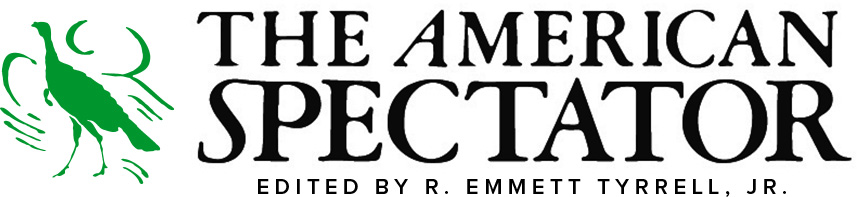 THE AMERICAN
SPECTATOR
EDITED BY R. EMMETT TYRRELL, JR.